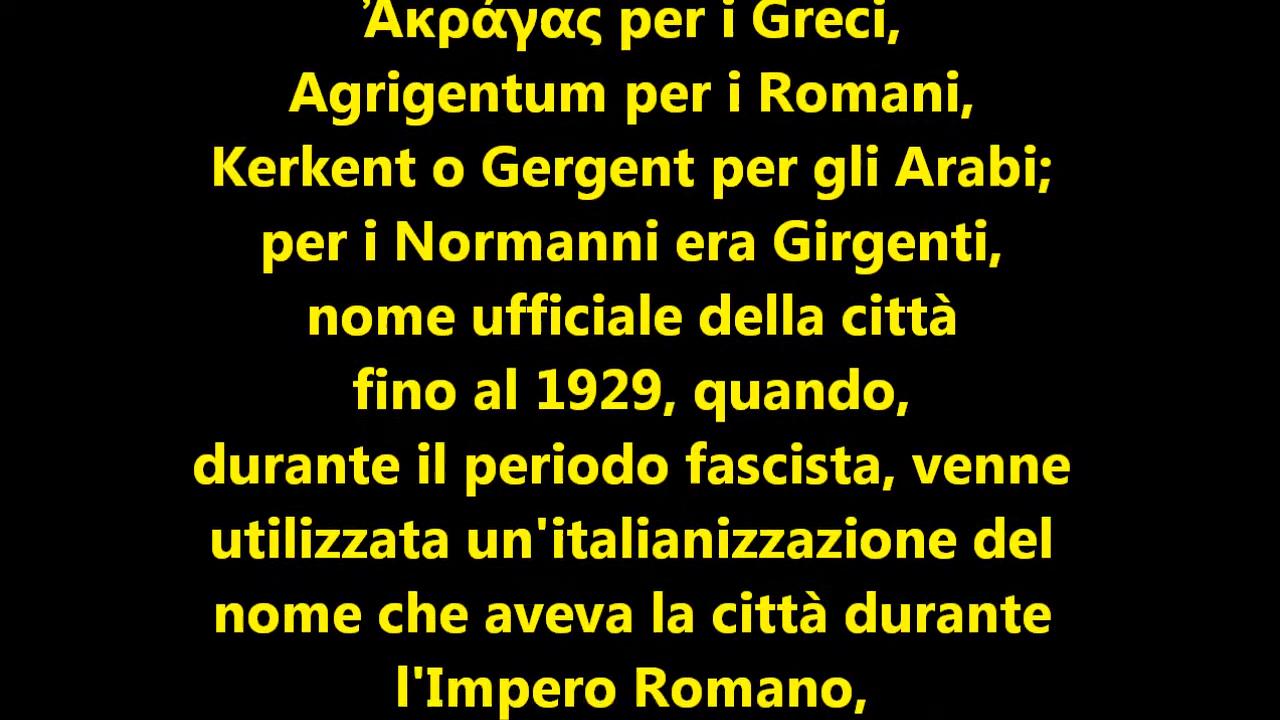 Ἀκράγας per i Greci,
Agrigentum per i Romani,
Kerkent o Gergent per gli Arabi;
per i Normanni era Girgenti,
nome ufficiale della città
fino al 1929, quando,
durante il periodo fascista, venne
utilizzata un'italianizzazione del
nome che aveva la città durante
l'Impero Romano,